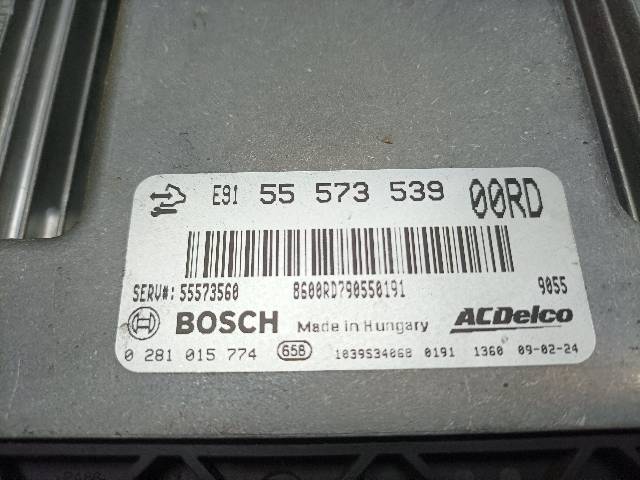 E91 55 573 539 00RD
SERV#: 55573560 8600RD790550191 9055
BOSCH Made in Hungary ACDelco
0 281 015 774 658 1039S34068 0191 1360 09-02-24